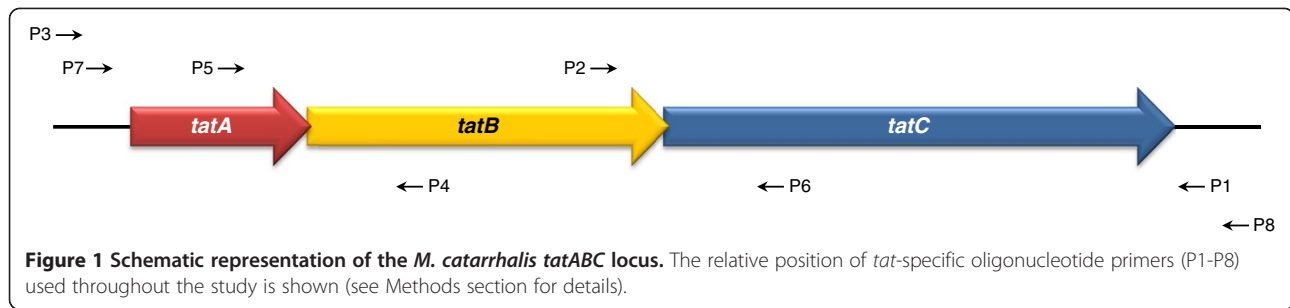 P3
P7 P5 P2
tatA tatB tatC
P4 P6 P1
P8
Figure 1 Schematic representation of the M. catarrhalis tatABC locus. The relative position of tat-specific oligonucleotide primers (P1-P8)
used throughout the study is shown (see Methods section for details).